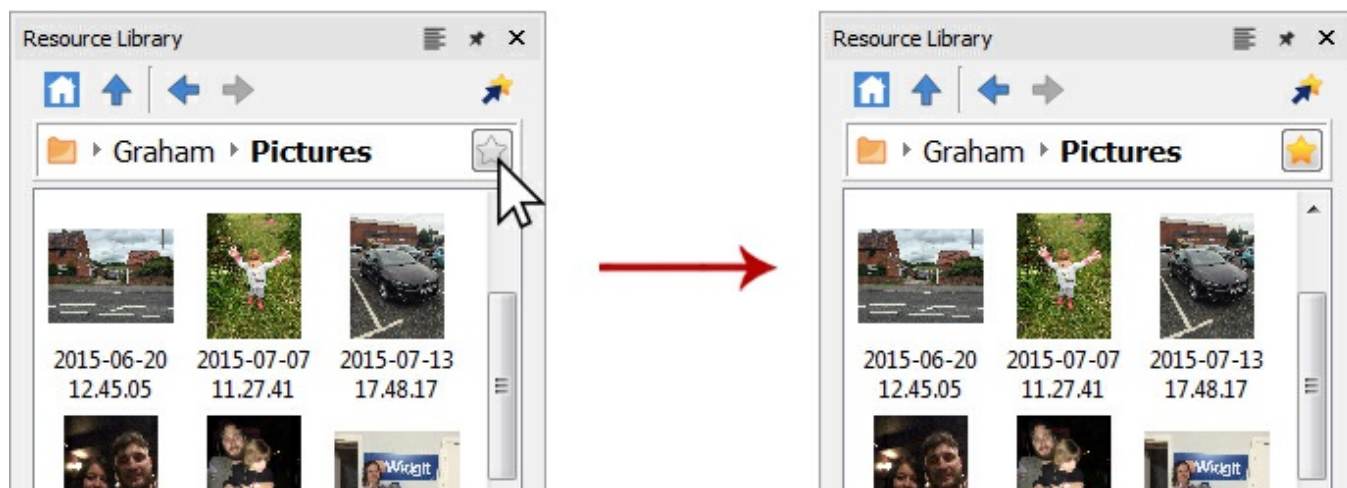 Resource Library
Graham Pictures
2015-06-20 2015-07-07 2015-07-13
12.45.05 11.27.41 17.48.17
Widgit
Resource Library
Graham Pictures
2015-06-20 2015-07-07 2015-07-13
12.45.05 11.27.41 17.48.17
Widgit